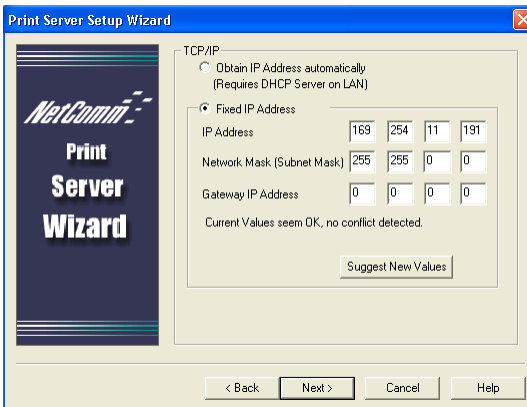 Print Server Setup Wizard
NetComm
Print
Server
Wizard
TCP/IP
Obtain IP Address automatically
(Requires DHCP Server on LAN)
Fixed IP Address
IP Address 169 254 11 191
Network Mask (Subnet Mask) 255 255 0 0
Gateway IP Address 0 0 0 0
Current Values seem OK, no conflict detected.
Suggest New Values
< Back Next > Cancel Help